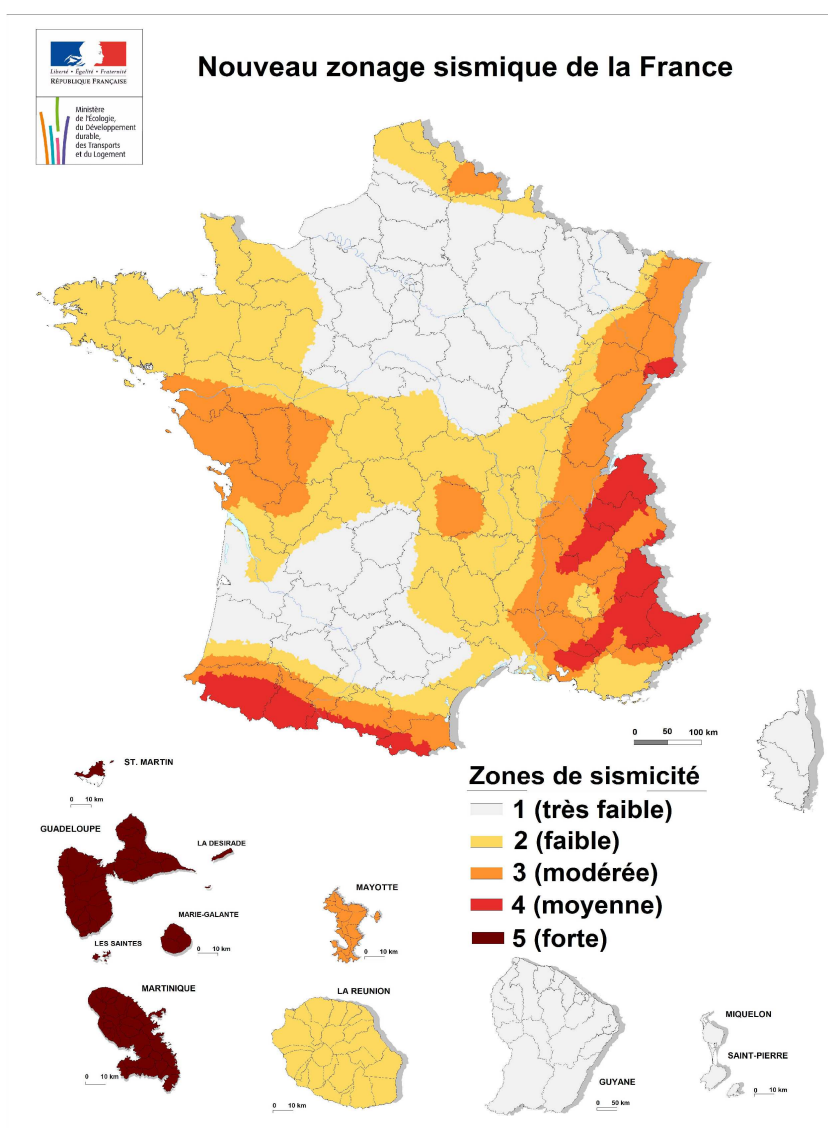 Liberté • Égalité • Fraternité
RÉPUBLIQUE FRANÇAISE
Ministère
de l'Écologie,
du Développement
durable,
des Transports
et du Logement
Nouveau zonage sismique de la France
0 50 100 km
ST. MARTIN
0 10 km
GUADELOUPE
LA DESIRADE
MARIE-GALANTE
LES SAINTES
0 10 km
MAYOTTE
0 10 km
Zones de sismicité
1 (très faible)
2 (faible)
3 (modérée)
4 (moyenne)
5 (forte)
MARTINIQUE
0 10 km
LA REUNION
0 10 km
GUYANE
0 50 km
MIQUELON
SAINT-PIERRE
0 10 km